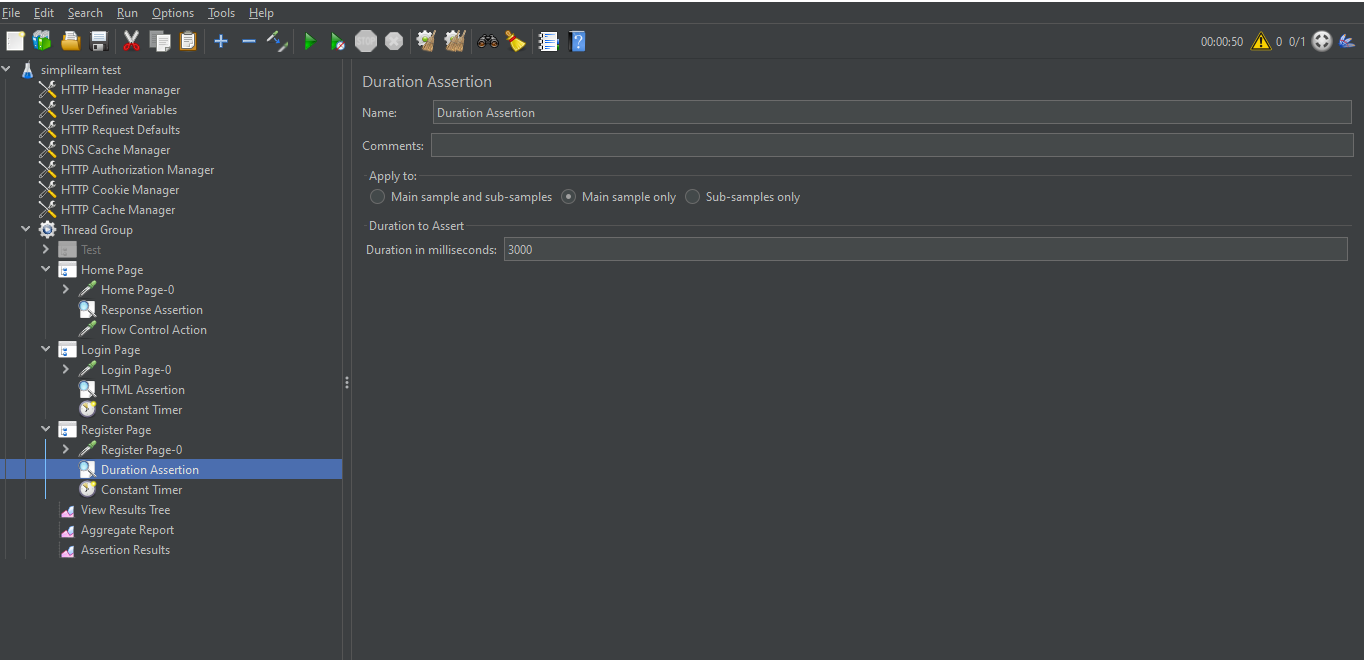 File Edit Search Run Options Tools Help
STOP 00:00:50 0 0/1
simplilearn test
HTTP Header manager
User Defined Variables
HTTP Request Defaults
DNS Cache Manager
HTTP Authorization Manager
HTTP Cookie Manager
HTTP Cache Manager
Thread Group
Test
Home Page
Home Page-0
Response Assertion
Flow Control Action
Login Page
Login Page-0
HTML Assertion
Constant Timer
Register Page
Register Page-0
Duration Assertion
Constant Timer
View Results Tree
Aggregate Report
Assertion Results
Duration Assertion
Name: Duration Assertion
Comments:
Apply to:
Main sample and sub-samples Main sample only Sub-samples only
Duration to Assert
Duration in milliseconds: 3000